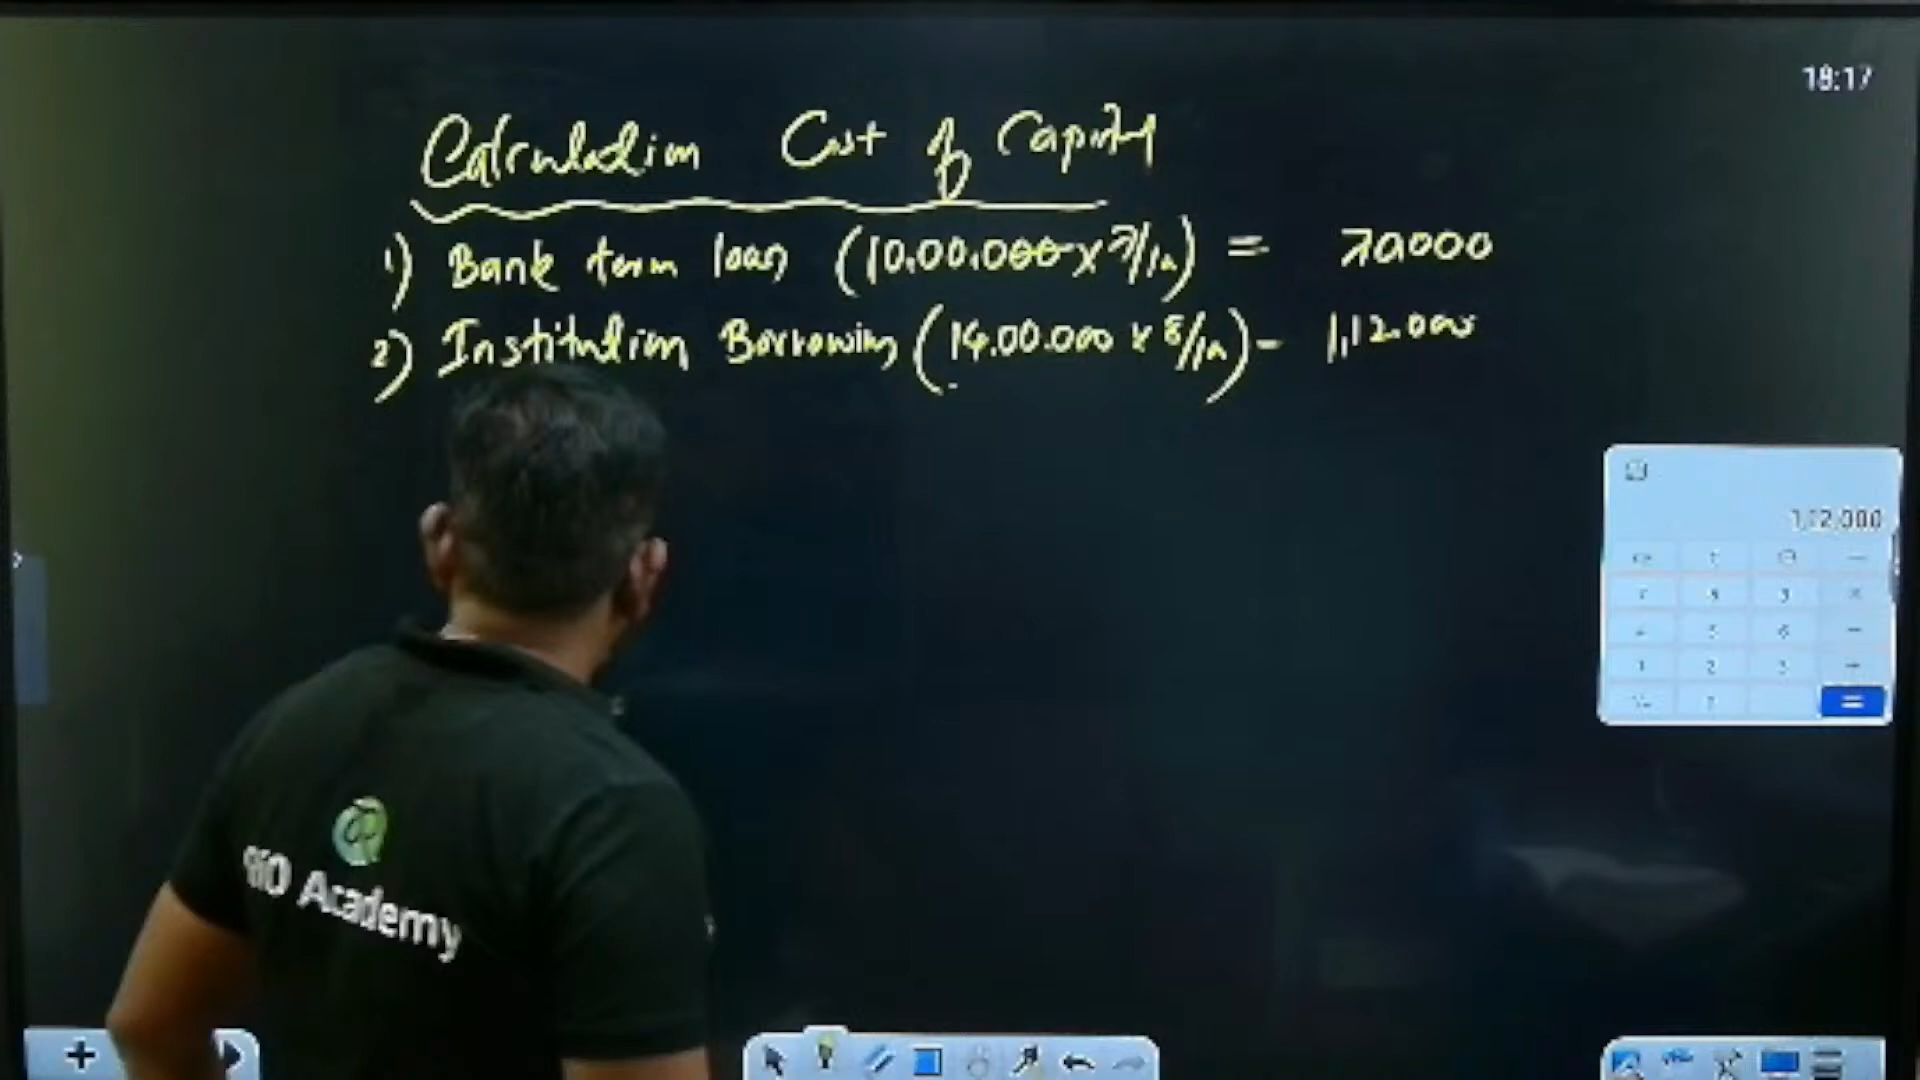 18:17
Calculation Cost of Capital
1) Bank term loan (10,00,000 x 7/100) = 70000
2) Institution Borrowing (14.00.000 x 8/100) - 1,12.000
1,12,000
Academy